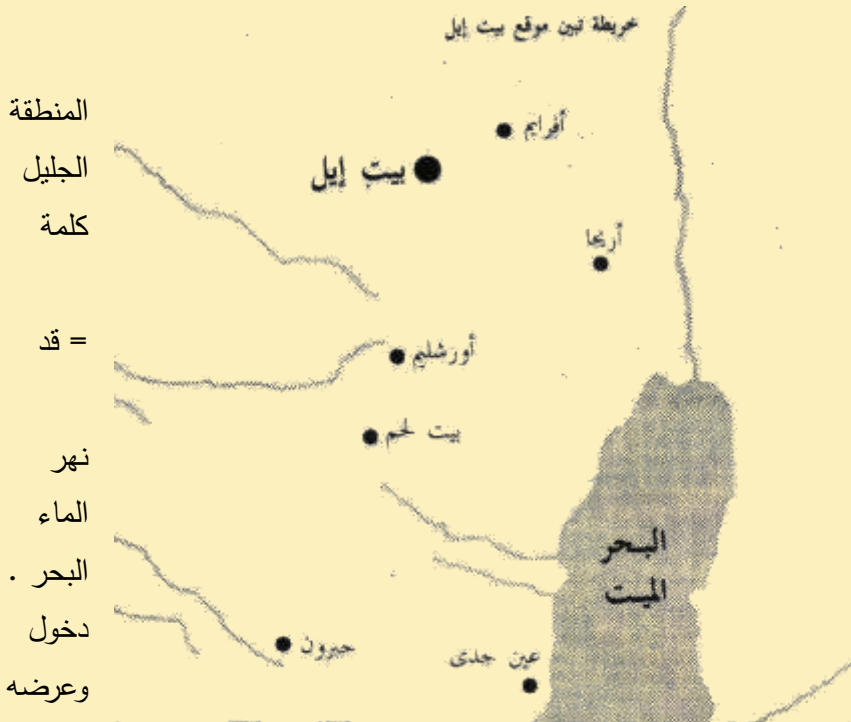 خريطة تبين موقع بيت إيل
المنطقة
أفرايم
الجليل
بيت إيل
كلمة
أريحا
= قد
أورشليم
بيت لحم
نهر
الماء
البحر
البحر .
الميت
دخول
حبرون
عين جدى
وعرضه